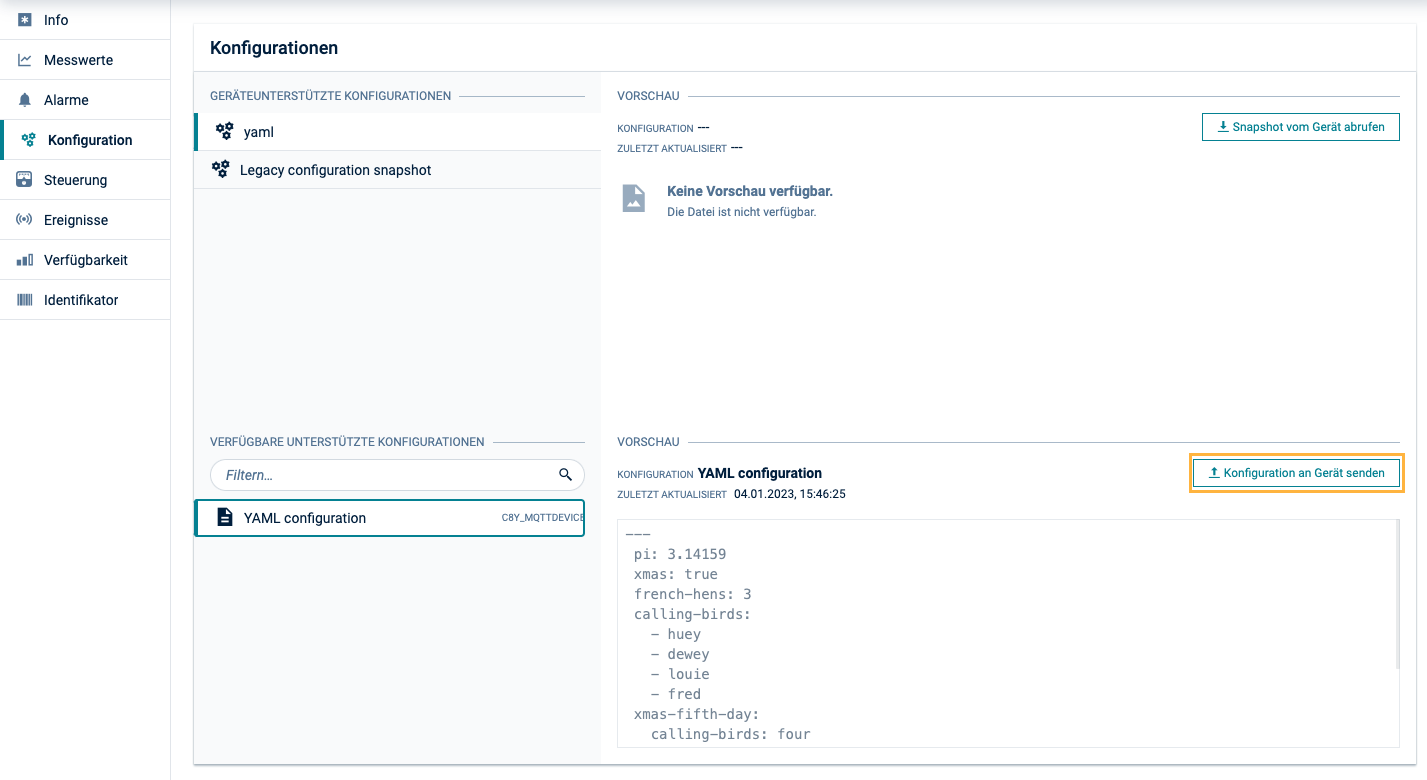 Info
Messwerte
Alarme
Konfiguration
Steuerung
Ereignisse
Verfügbarkeit
Identifikator
Konfigurationen
GERÄTEUNTERSTÜTZTE KONFIGURATIONEN
yaml
Legacy configuration snapshot
VORSCHAU
KONFIGURATION ---
ZULETZT AKTUALISIERT ---
Snapshot vom Gerät abrufen
Keine Vorschau verfügbar.
Die Datei ist nicht verfügbar.
VERFÜGBARE UNTERSTÜTZTE KONFIGURATIONEN
Filtern...
YAML configuration C8Y_MQTTDEVICE
VORSCHAU
KONFIGURATION YAML configuration
ZULETZT AKTUALISIERT 04.01.2023, 15:46:25
Konfiguration an Gerät senden
---
pi: 3.14159
xmas: true
french-hens: 3
calling-birds:
- huey
- dewey
- louie
- fred
xmas-fifth-day:
calling-birds: four